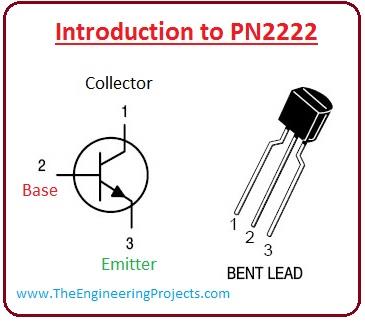 Introduction to PN2222
Collector
1
2
Base
3
Emitter
1
2
3
BENT LEAD
www.TheEngineeringProjects.com